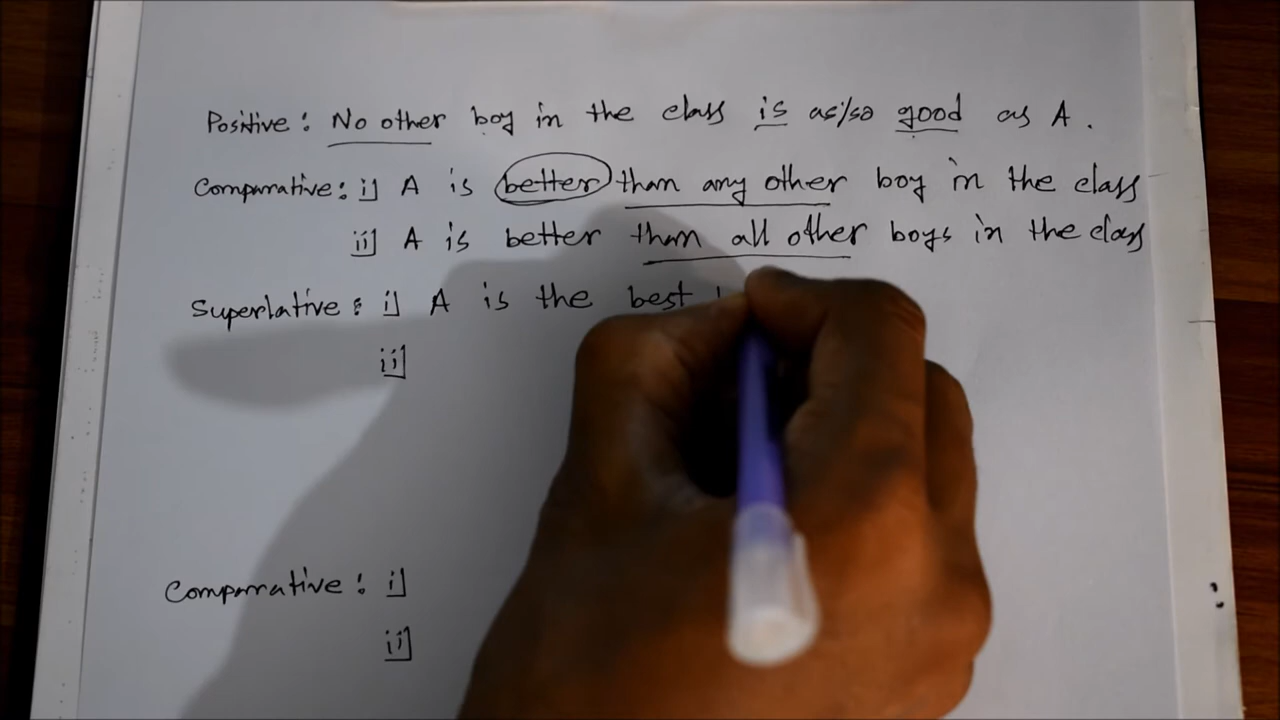 Positive : No other boy in the class is as/so good as A .
Comparative : i] A is better than any other boy in the class
ii] A is better than all other boys in the class
Superlative : i] A is the best
ii]
Comparative : i]
ii]